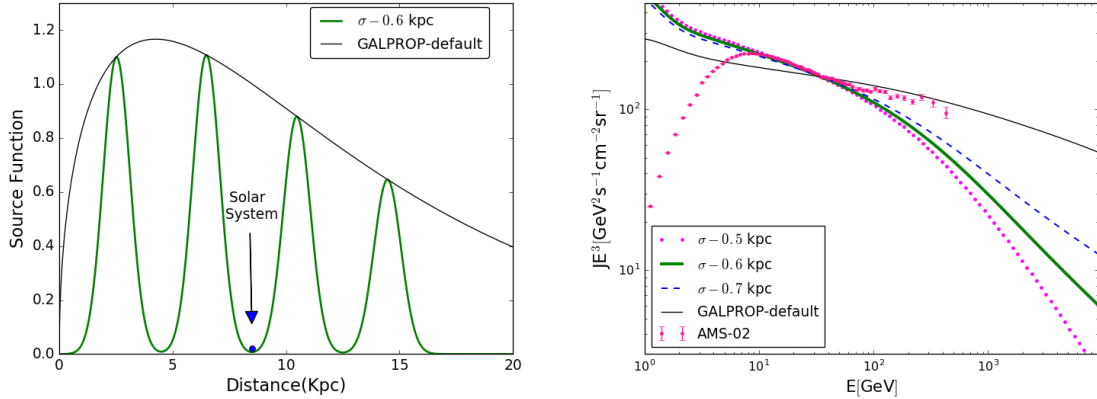 1.2
1.0
0.8
0.6
0.4
0.2
0.0
0
5
10
15
20
Source Function
Distance(Kpc)
σ − 0.6 kpc
GALPROP-default
Solar
System
10²
10¹
10⁰
10¹
10²
10³
JE³[GeV²s⁻¹cm⁻²sr⁻¹]
E[GeV]
σ − 0.5 kpc
σ − 0.6 kpc
σ − 0.7 kpc
GALPROP-default
AMS-02